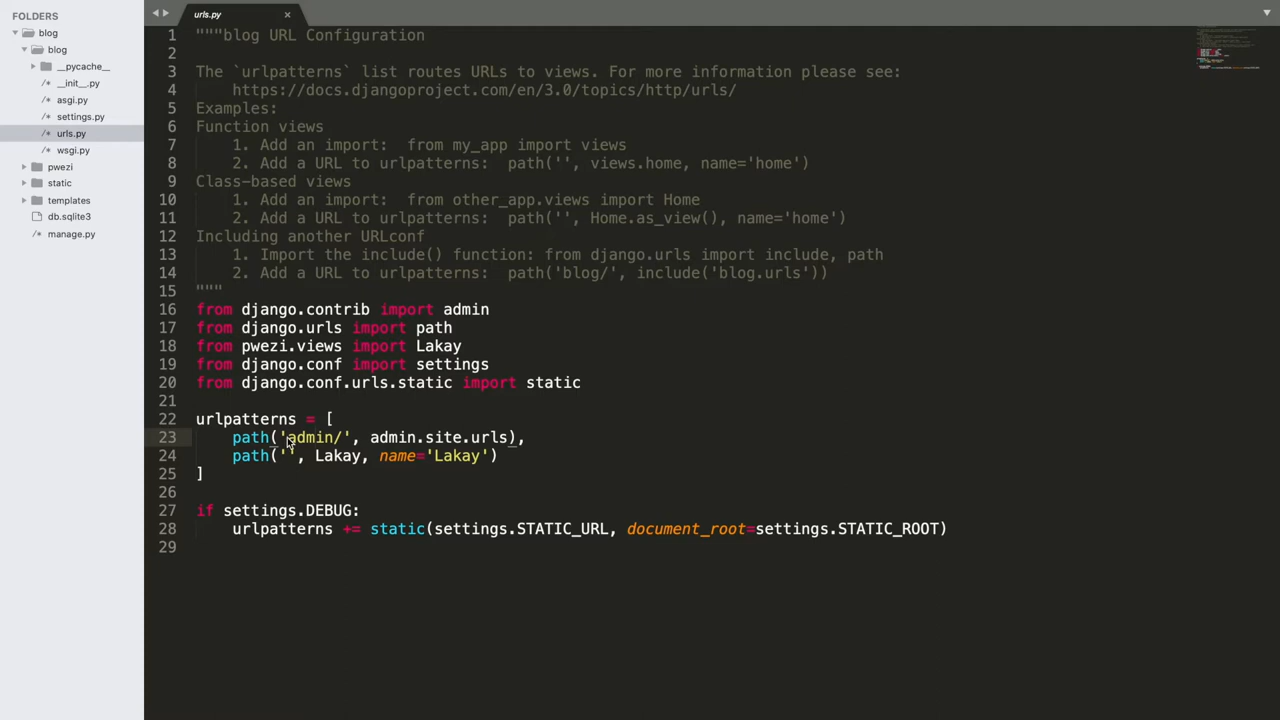 FOLDERS
blog
blog
__pycache__
__init__.py
asgi.py
settings.py
urls.py
wsgi.py
pwezi
static
templates
db.sqlite3
manage.py
urls.py
1 """blog URL Configuration
2
3 The `urlpatterns` list routes URLs to views. For more information please see:
4 https://docs.djangoproject.com/en/3.0/topics/http/urls/
5 Examples:
6 Function views
7 1. Add an import:  from my_app import views
8 2. Add a URL to urlpatterns:  path('', views.home, name='home')
9 Class-based views
10 1. Add an import:  from other_app.views import Home
11 2. Add a URL to urlpatterns:  path('', Home.as_view(), name='home')
12 Including another URLconf
13 1. Import the include() function: from django.urls import include, path
14 2. Add a URL to urlpatterns:  path('blog/', include('blog.urls'))
15 """
16 from django.contrib import admin
17 from django.urls import path
18 from pwezi.views import Lakay
19 from django.conf import settings
20 from django.conf.urls.static import static
21
22 urlpatterns = [
23 path('admin/', admin.site.urls),
24 path('', Lakay, name='Lakay')
25 ]
26
27 if settings.DEBUG:
28 urlpatterns += static(settings.STATIC_URL, document_root=settings.STATIC_ROOT)
29